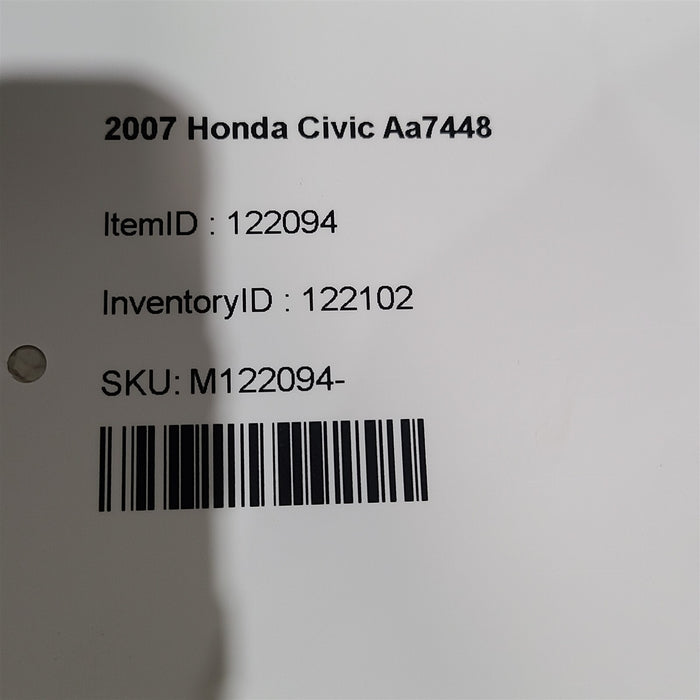 2007 Honda Civic Aa7448
ItemID : 122094
InventoryID : 122102
SKU: M122094-